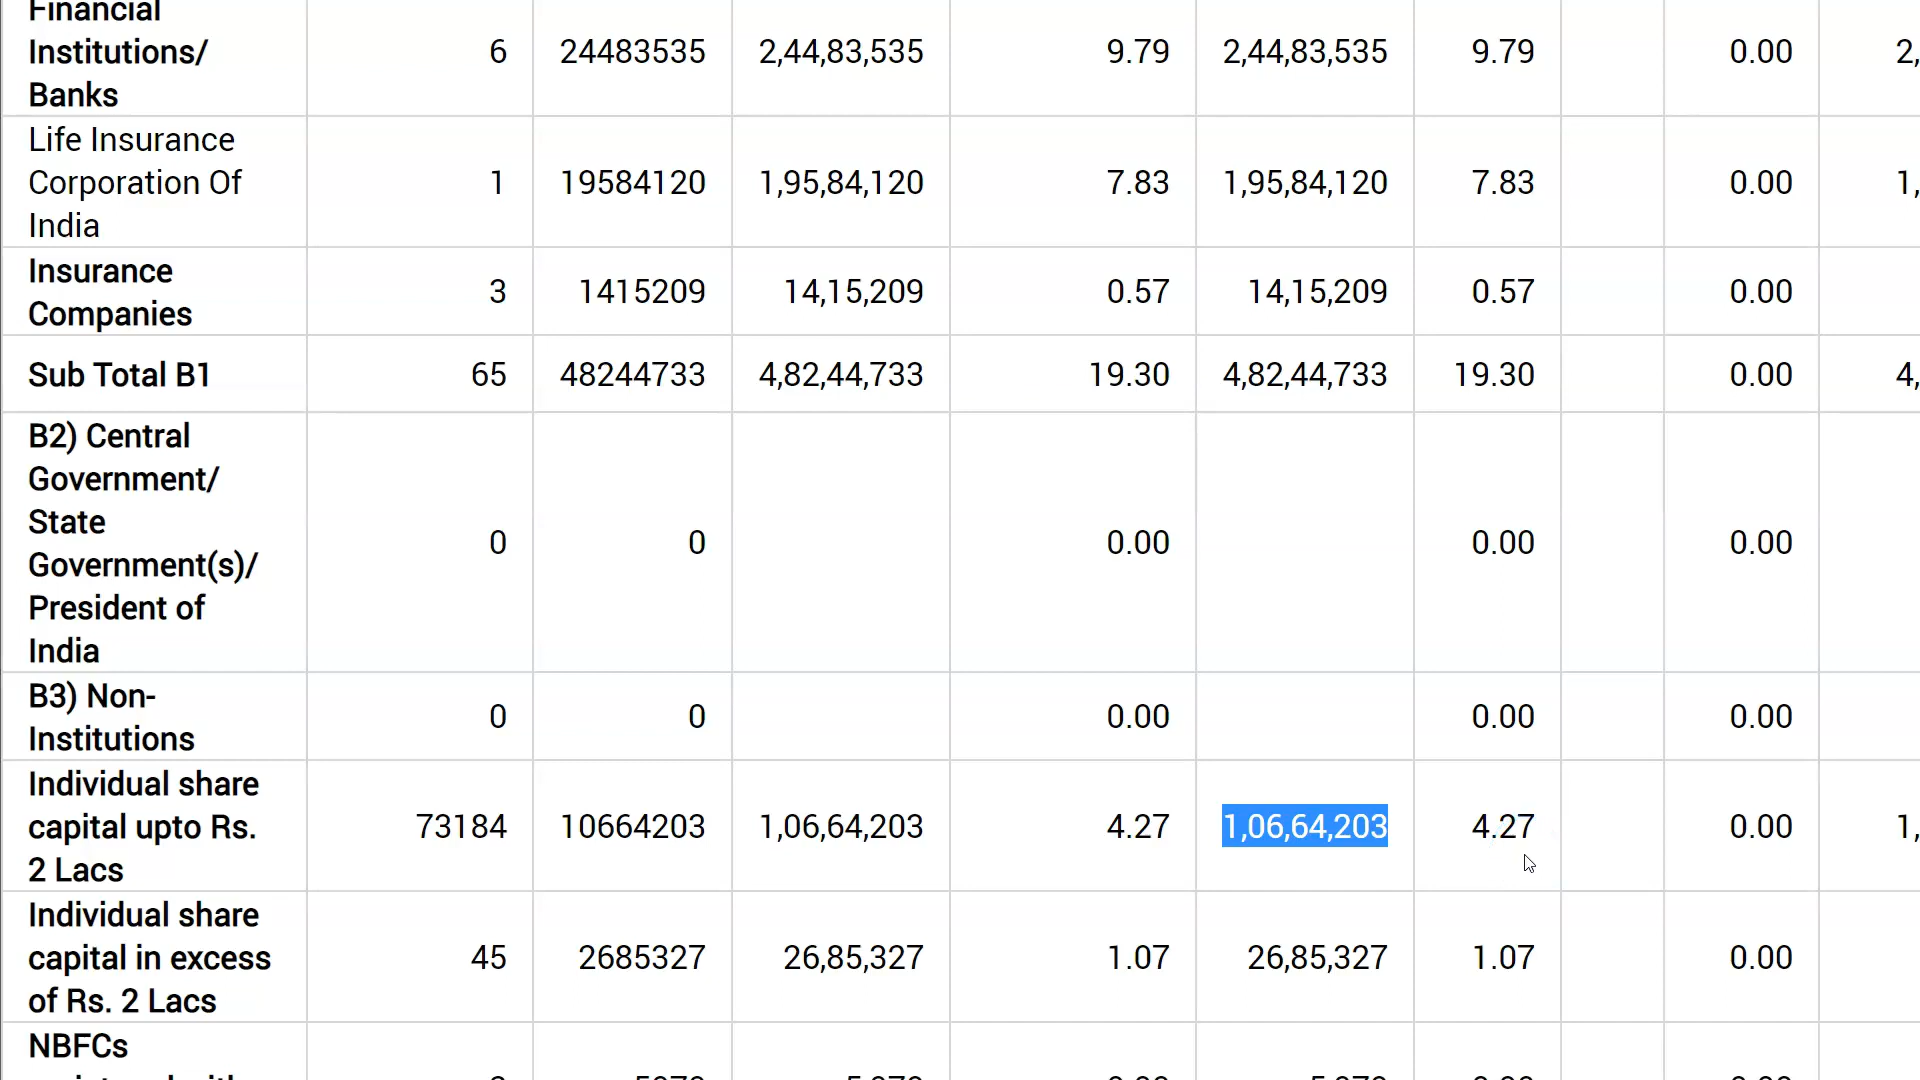 Financial
Institutions/
Banks
6 24483535 2,44,83,535 9.79 2,44,83,535 9.79 0.00 2,
Life Insurance
Corporation Of
India
1 19584120 1,95,84,120 7.83 1,95,84,120 7.83 0.00 1,
Insurance
Companies
3 1415209 14,15,209 0.57 14,15,209 0.57 0.00
Sub Total B1 65 48244733 4,82,44,733 19.30 4,82,44,733 19.30 0.00 4,
B2) Central
Government/
State
Government(s)/
President of
India
0 0 0.00 0.00 0.00
B3) Non-
Institutions
0 0 0.00 0.00 0.00
Individual share
capital upto Rs.
2 Lacs
73184 10664203 1,06,64,203 4.27 1,06,64,203 4.27 0.00 1,
Individual share
capital in excess
of Rs. 2 Lacs
45 2685327 26,85,327 1.07 26,85,327 1.07 0.00
NBFCs